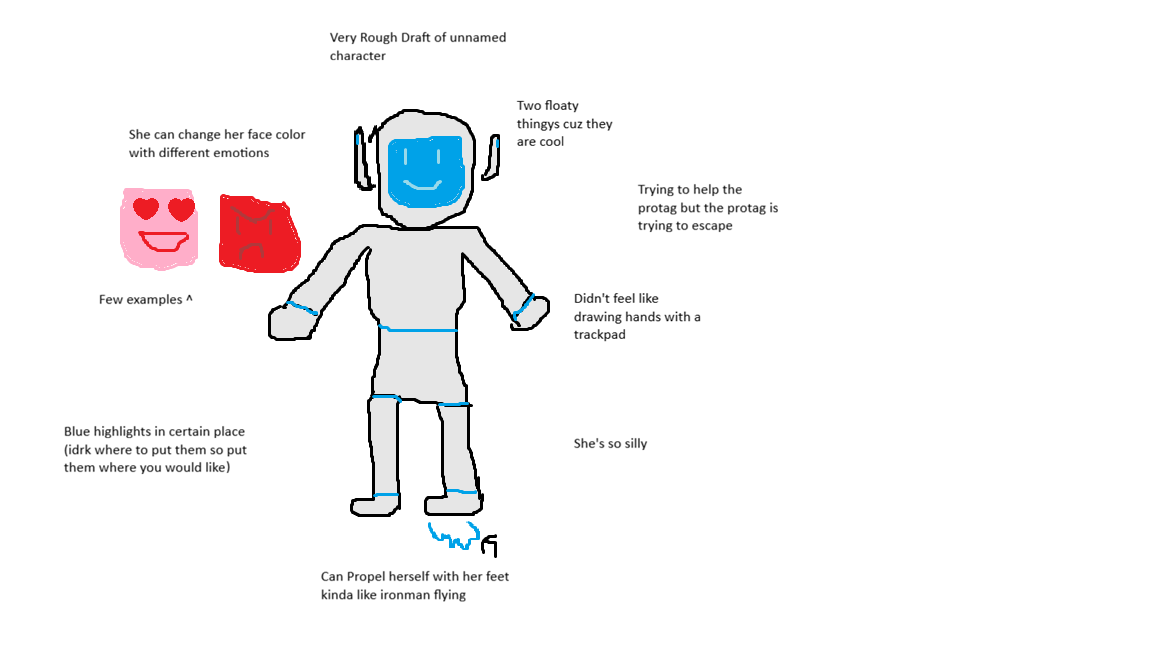 Very Rough Draft of unnamed
character
Two floaty
thingys cuz they
are cool
She can change her face color
with different emotions
Trying to help the
protag but the protag is
trying to escape
Few examples ^
Didn't feel like
drawing hands with a
trackpad
Blue highlights in certain place
(idrk where to put them so put
them where you would like)
She's so silly
Can Propel herself with her feet
kinda like ironman flying